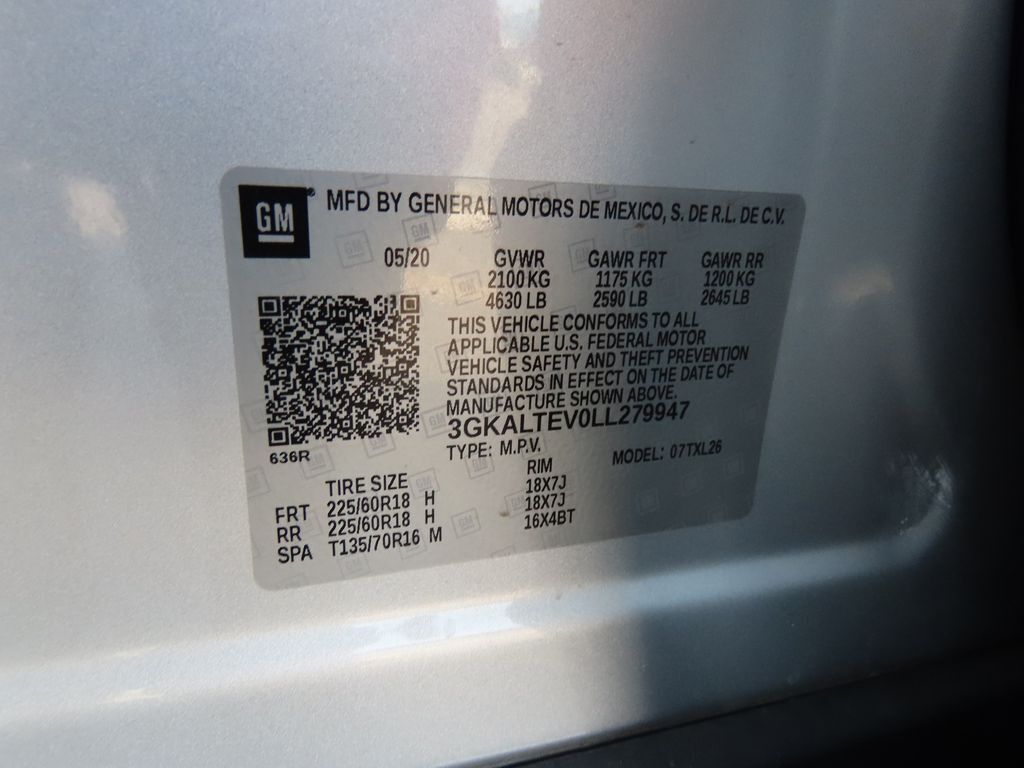 GM MFD BY GENERAL MOTORS DE MEXICO, S. DE R.L. DE C.V.
05/20 GVWR GAWR FRT GAWR RR
2100 KG 1175 KG 1200 KG
4630 LB 2590 LB 2645 LB
THIS VEHICLE CONFORMS TO ALL
APPLICABLE U.S. FEDERAL MOTOR
VEHICLE SAFETY AND THEFT PREVENTION
STANDARDS IN EFFECT ON THE DATE OF
MANUFACTURE SHOWN ABOVE.
3GKALTEV0LL279947
636R
TYPE: M.P.V. MODEL: 07TXL26
TIRE SIZE RIM
FRT 225/60R18 H 18X7J
RR 225/60R18 H 18X7J
SPA T135/70R16 M 16X4BT